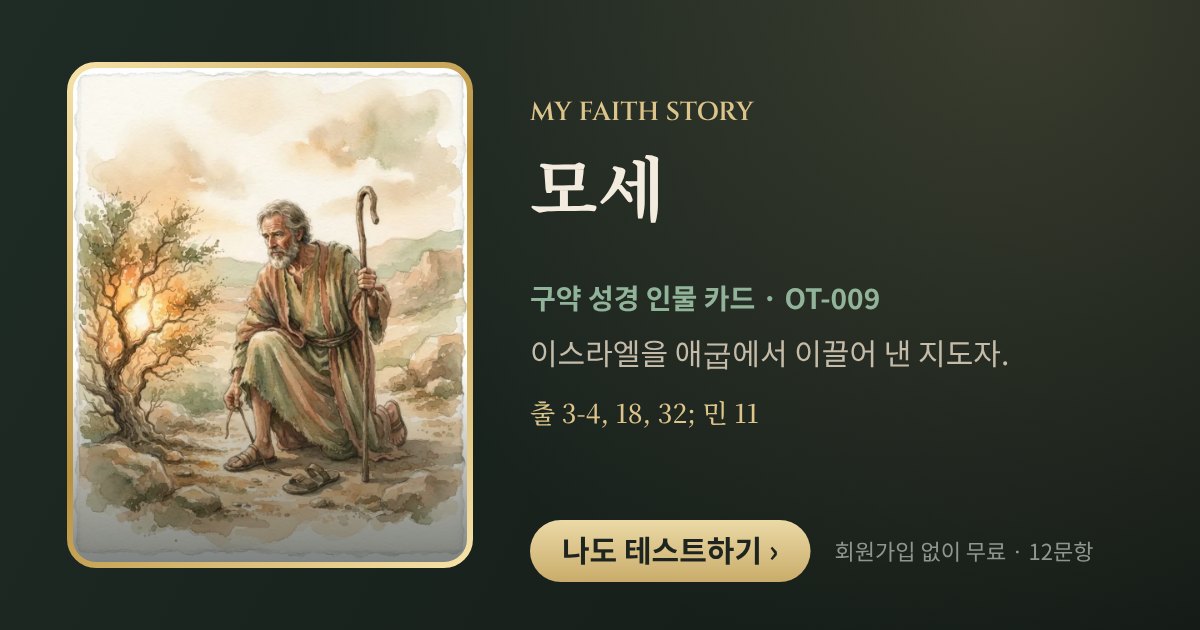 MY FAITH STORY
모세
구약 성경 인물 카드 · OT-009
이스라엘을 애굽에서 이끌어 낸 지도자.
출 3-4, 18, 32; 민 11
나도 테스트하기 ›
회원가입 없이 무료 · 12문항